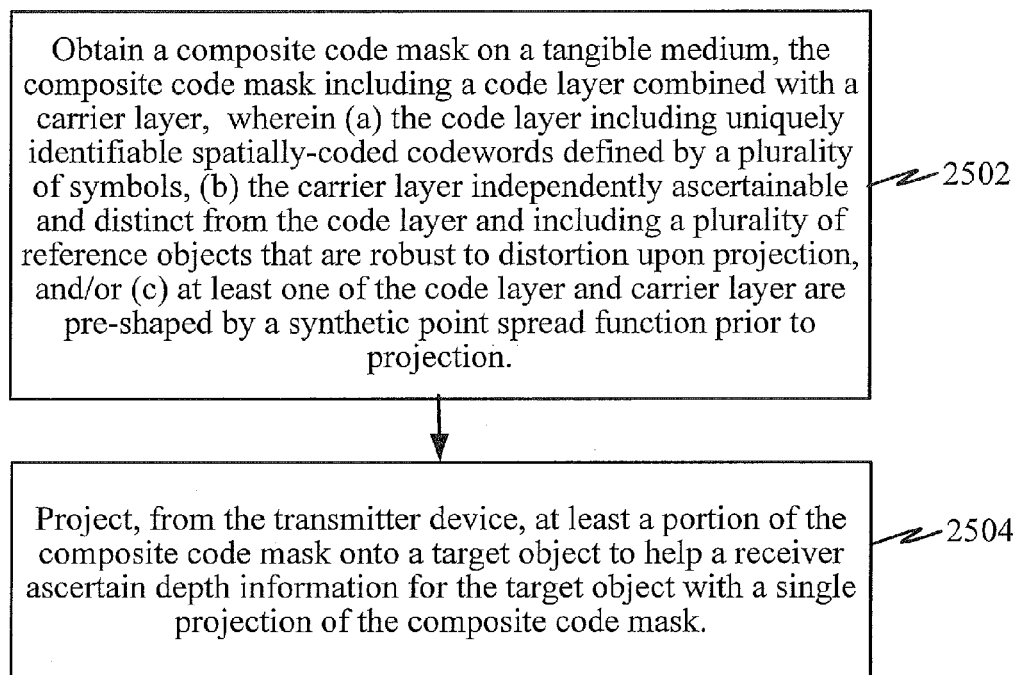 Obtain a composite code mask on a tangible medium, the
composite code mask including a code layer combined with a
carrier layer, wherein (a) the code layer including uniquely
identifiable spatially-coded codewords defined by a plurality
of symbols, (b) the carrier layer independently ascertainable
and distinct from the code layer and including a plurality of
reference objects that are robust to distortion upon projection,
and/or (c) at least one of the code layer and carrier layer are
pre-shaped by a synthetic point spread function prior to
projection.
2502
Project, from the transmitter device, at least a portion of the
composite code mask onto a target object to help a receiver
ascertain depth information for the target object with a single
projection of the composite code mask.
2504